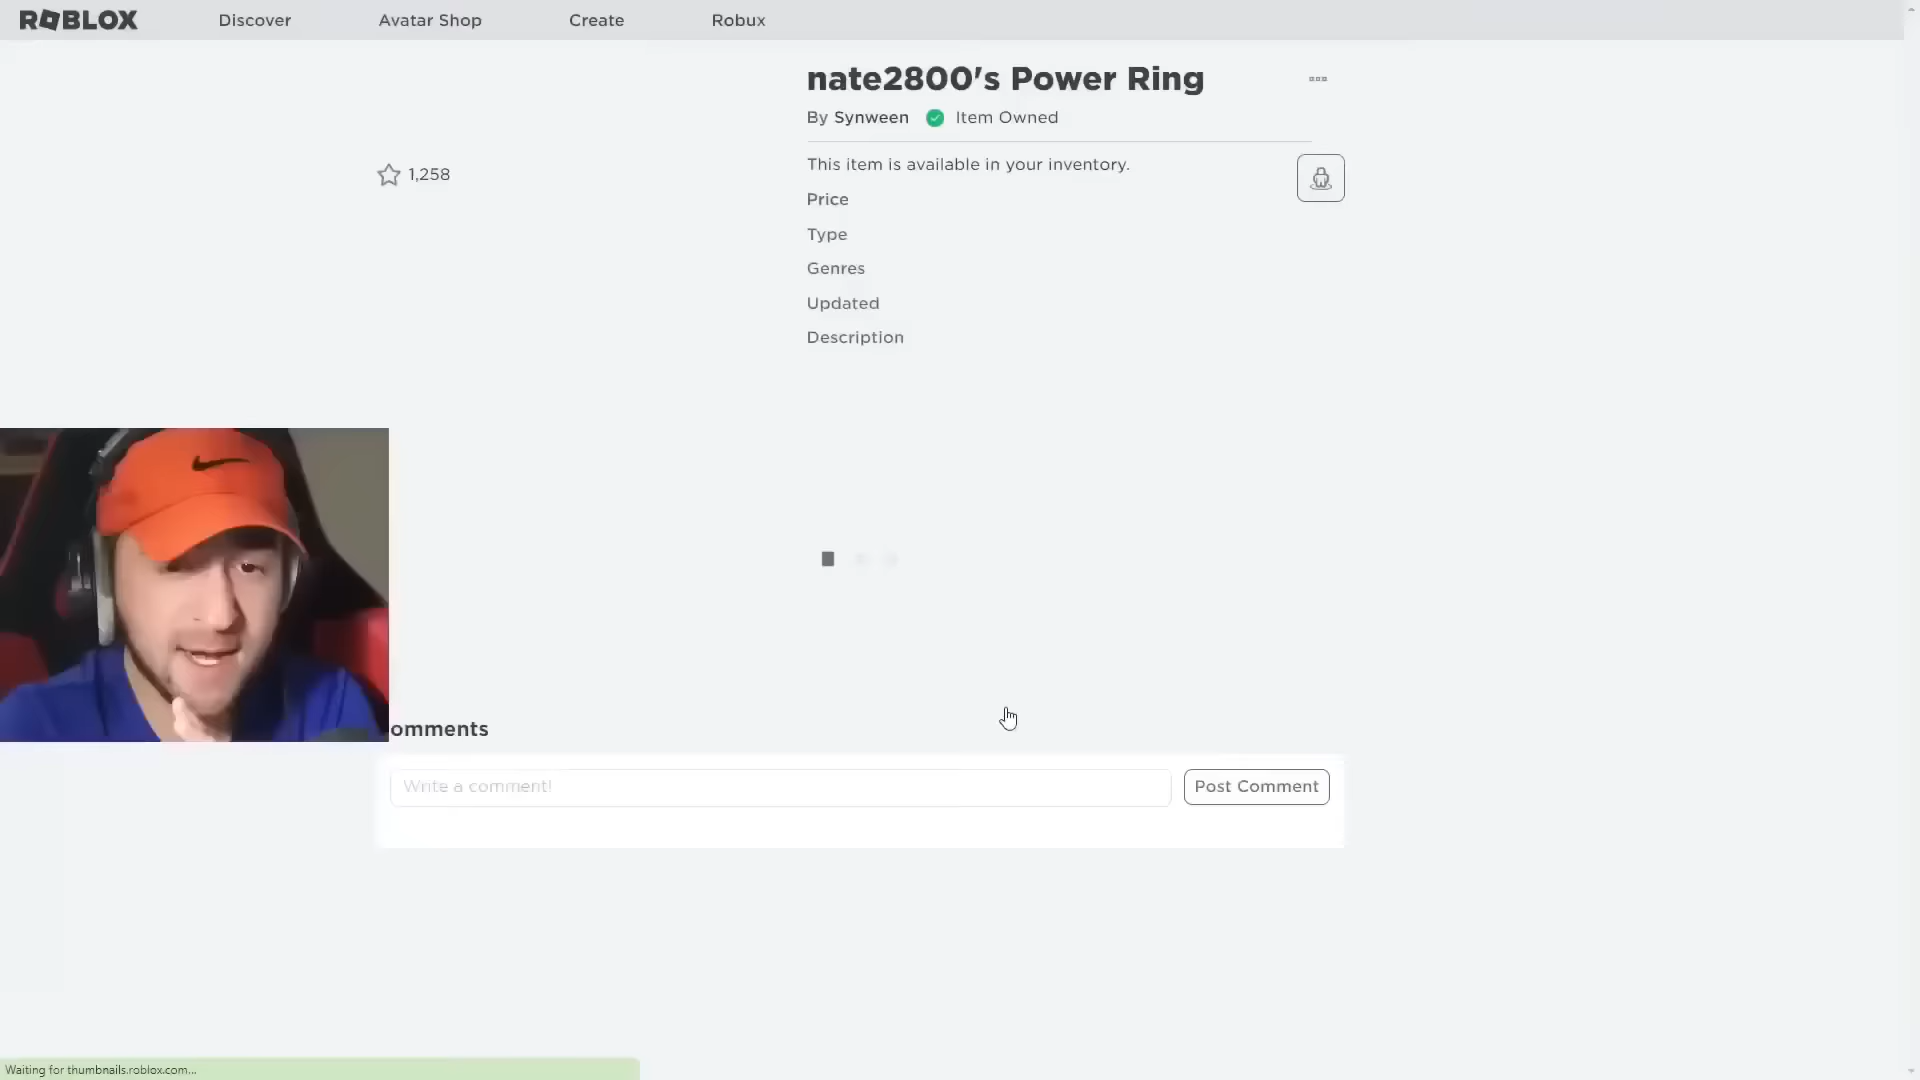 ROBLOX Discover Avatar Shop Create Robux
nate2800's Power Ring
By Synween Item Owned
1,258
This item is available in your inventory.
Price
Type
Genres
Updated
Description
omments
Write a comment!
Post Comment
Waiting for thumbnails.roblox.com...